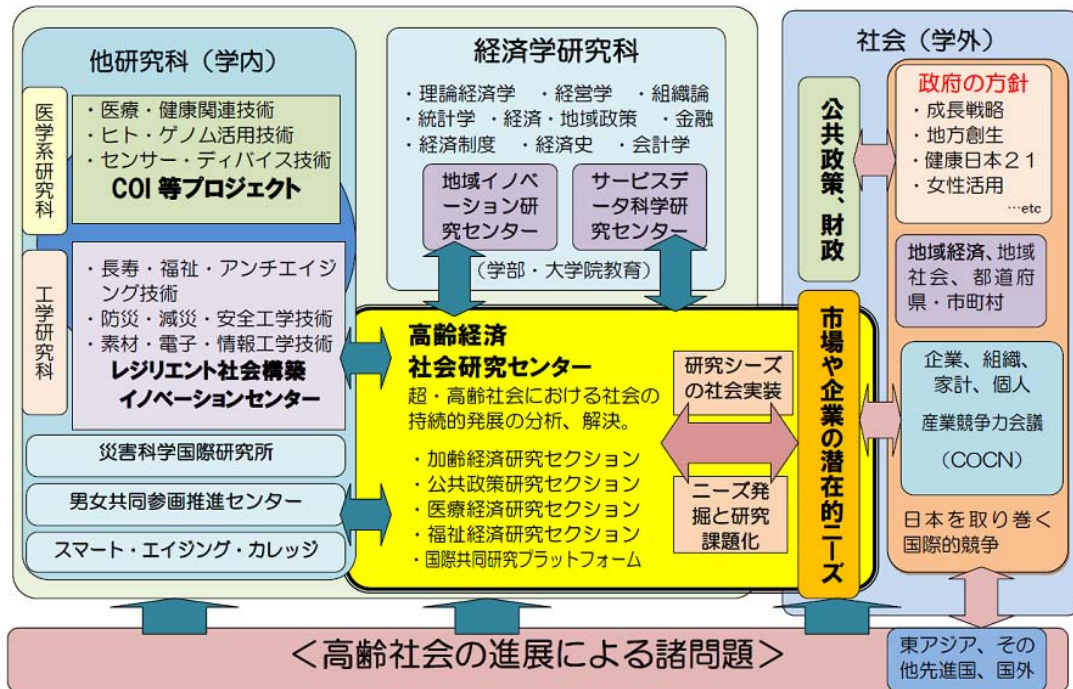 他研究科（学内）
医学系研究科
・医療・健康関連技術
・ヒト・ゲノム活用技術
・センサー・ディバイス技術
COI 等プロジェクト
工学研究科
・長寿・福祉・アンチエイジ
ング技術
・防災・減災・安全工学技術
・素材・電子・情報工学技術
レジリエント社会構築
イノベーションセンター
災害科学国際研究所
男女共同参画推進センター
スマート・エイジング・カレッジ
経済学研究科
・理論経済学　・経営学　・組織論
・統計学　・経済・地域政策　・金融
・経済制度　・経済史　・会計学
地域イノベ
ーション研
究センター
サービスデ
ータ科学研
究センター
（学部・大学院教育）
高齢経済
社会研究センター
超・高齢社会における社会の
持続的発展の分析、解決。
・加齢経済研究セクション
・公共政策研究セクション
・医療経済研究セクション
・福祉経済研究セクション
・国際共同研究プラットフォーム
研究シーズ
の社会実装
ニーズ発
掘と研究
課題化
社会（学外）
公共政策、財政
市場や企業の潜在的ニーズ
政府の方針
・成長戦略
・地方創生
・健康日本２１
・女性活用
…etc
地域経済、地域
社会、都道府
県・市町村
企業、組織、
家計、個人
産業競争力会議
（COCN）
日本を取り巻く
国際的競争
＜高齢社会の進展による諸問題＞
東アジア、その
他先進国、国外